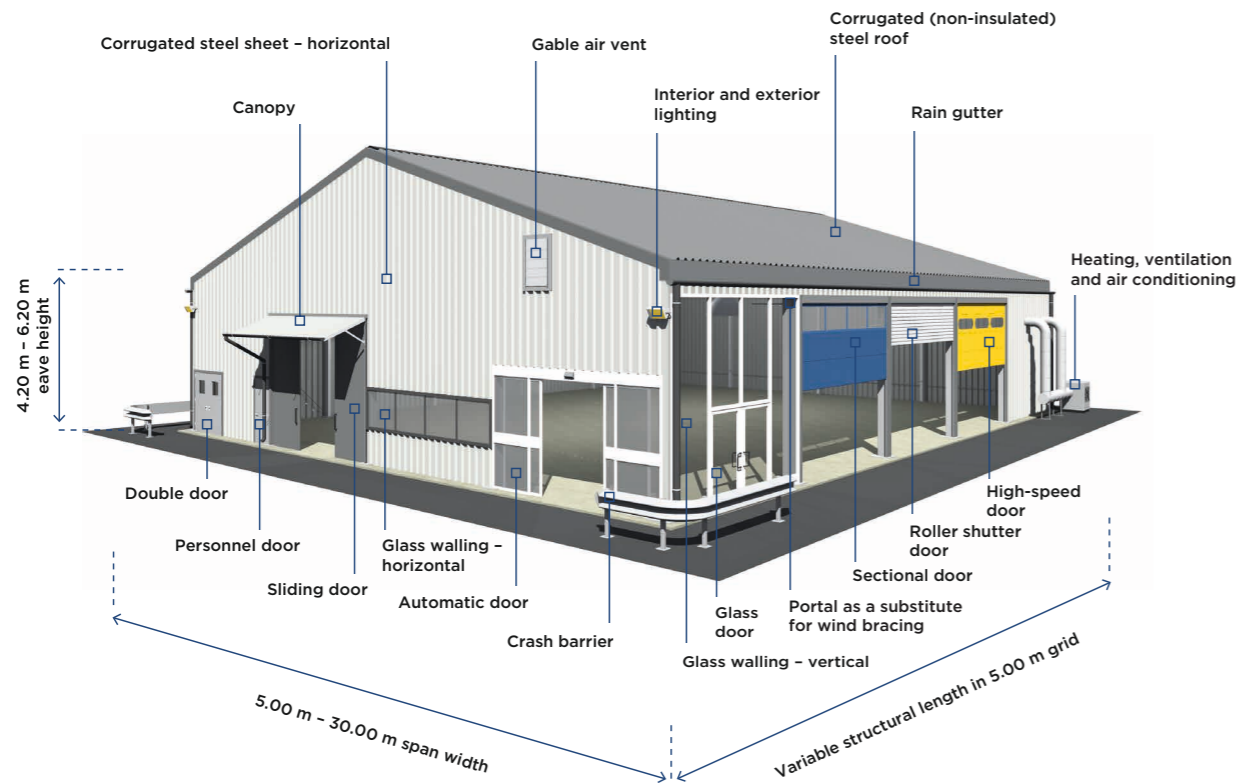 Corrugated (non-insulated)
steel roof
Corrugated steel sheet – horizontal
Gable air vent
Interior and exterior
lighting
Canopy
Rain gutter
Heating, ventilation
and air conditioning
4.20 m – 6.20 m
eave height
Double door
Personnel door
Sliding door
Glass walling –
horizontal
Automatic door
Crash barrier
Glass walling – vertical
Glass
door
Portal as a substitute
for wind bracing
Sectional door
Roller shutter
door
High-speed
door
5.00 m – 30.00 m span width
Variable structural length in 5.00 m grid